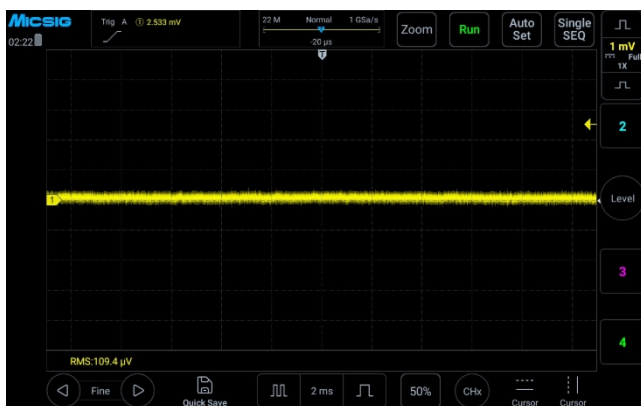 Micsig
02:22
Trig A ① 2.533 mV
22 M Normal 1 GSa/s
-20 µs
T
Zoom
Run
Auto
Set
Single
SEQ
1 mV
Full
1X
2
1
Level
3
4
RMS:109.4 µV
Fine
Quick Save
2 ms
50%
CHx
Cursor
Cursor